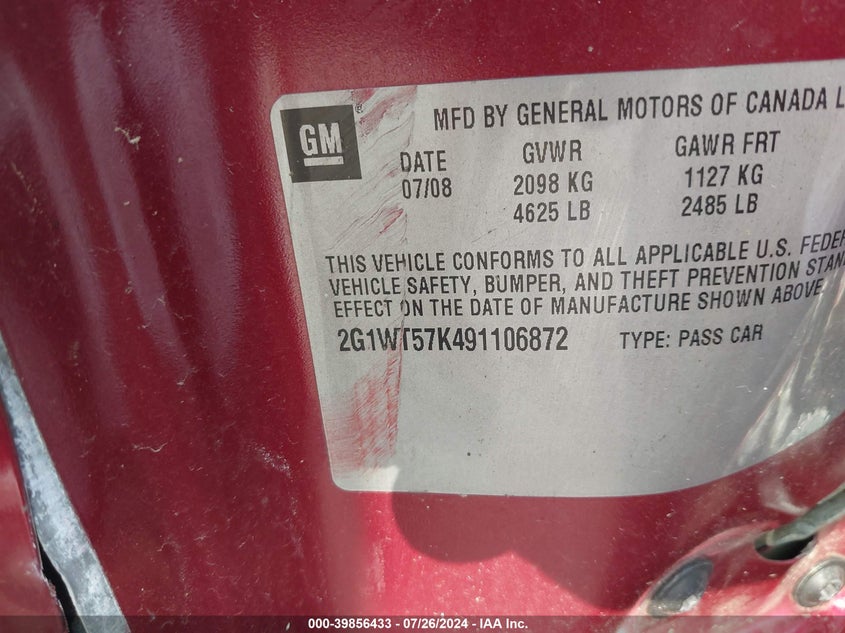 GM
MFD BY GENERAL MOTORS OF CANADA L
DATE GVWR GAWR FRT
07/08 2098 KG 1127 KG
4625 LB 2485 LB
THIS VEHICLE CONFORMS TO ALL APPLICABLE U.S. FEDER
VEHICLE SAFETY, BUMPER, AND THEFT PREVENTION STAN
EFFECT ON THE DATE OF MANUFACTURE SHOWN ABOVE
2G1WT57K491106872 TYPE: PASS CAR
000-39856433 - 07/26/2024 - IAA Inc.